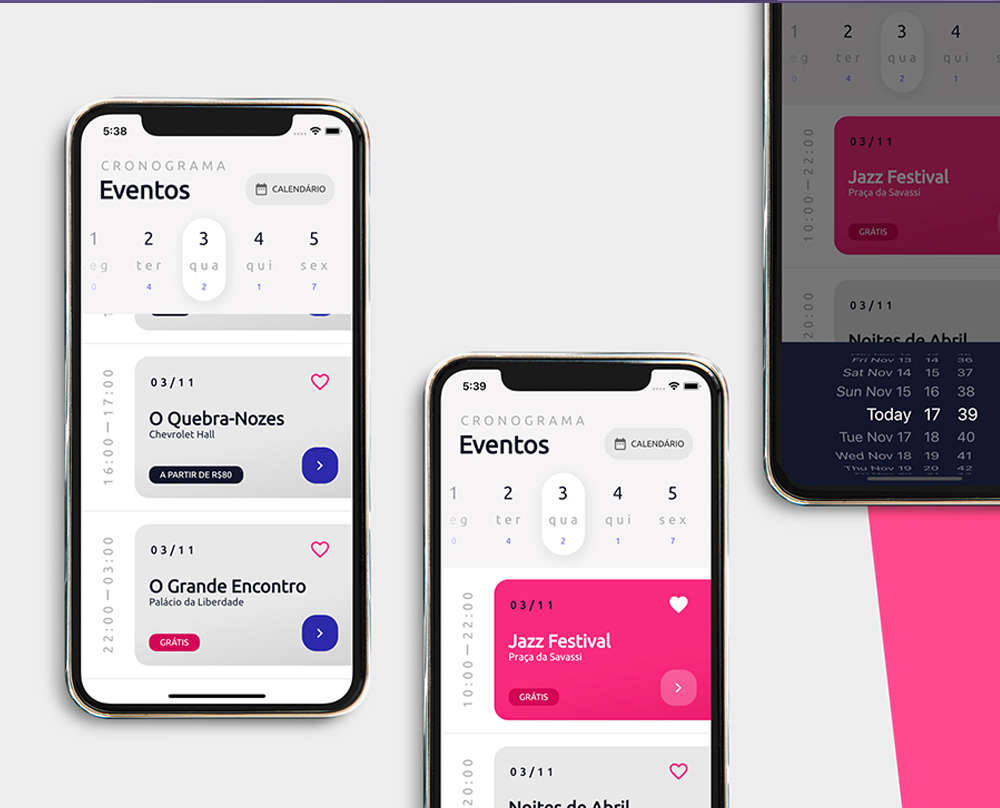 5:38
CRONOGRAMA
Eventos
CALENDÁRIO
1 2 3 4 5
eg ter qua qui sex
0 4 2 1 7
16:00—17:00
03/11
O Quebra-Nozes
Chevrolet Hall
A PARTIR DE R$80
22:00—03:00
03/11
O Grande Encontro
Palácio da Liberdade
GRÁTIS
5:39
CRONOGRAMA
Eventos
CALENDÁRIO
1 2 3 4 5
eg ter qua qui sex
0 4 2 1 7
10:00—22:00
03/11
Jazz Festival
Praça da Savassi
GRÁTIS
20:00
03/11
Noites de Abril
1 2 3 4
eg ter qua qui s
0 4 2 1
10:00—22:00
03/11
Jazz Festival
Praça da Savassi
GRÁTIS
20:00
03/11
Noites de Abril
Fri Nov 13 14 36
Sat Nov 14 15 37
Sun Nov 15 16 38
Today 17 39
Tue Nov 17 18 40
Wed Nov 18 19 41
Thu Nov 19 20 42